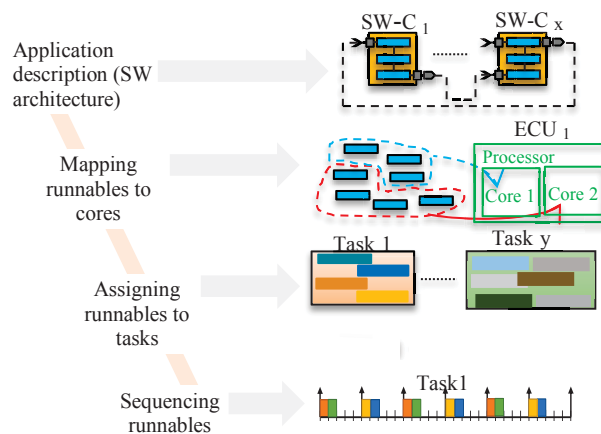 SW-C 1
SW-C x
Application
description (SW
architecture)
ECU 1
Mapping
runnables to
cores
Processor
Core 1
Core 2
Task 1
Task y
Assigning
runnables to
tasks
Task1
Sequencing
runnables